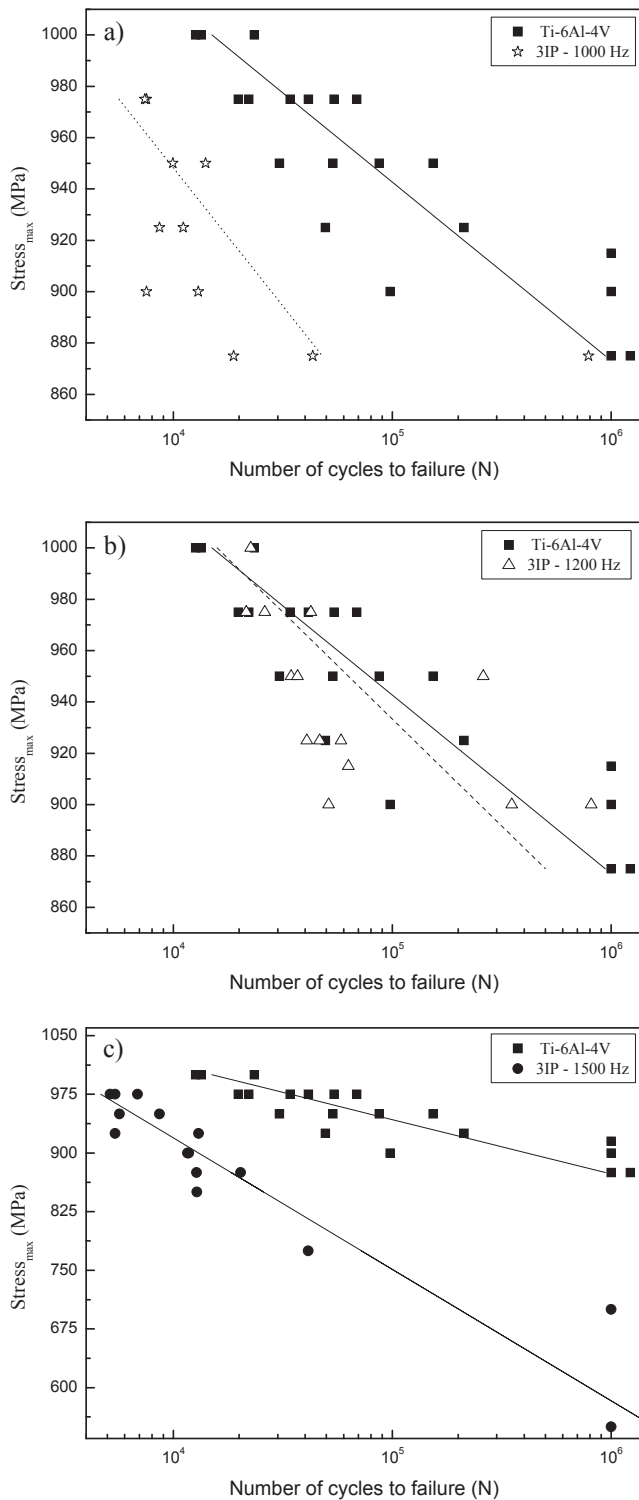 a)
Ti-6Al-4V
3IP - 1000 Hz
1000
980
960
940
920
900
880
860
Stress_max (MPa)
10^4
10^5
10^6
Number of cycles to failure (N)
b)
Ti-6Al-4V
3IP - 1200 Hz
1000
980
960
940
920
900
880
860
Stress_max (MPa)
10^4
10^5
10^6
Number of cycles to failure (N)
c)
Ti-6Al-4V
3IP - 1500 Hz
1050
975
900
825
750
675
600
Stress_max (MPa)
10^4
10^5
10^6
Number of cycles to failure (N)